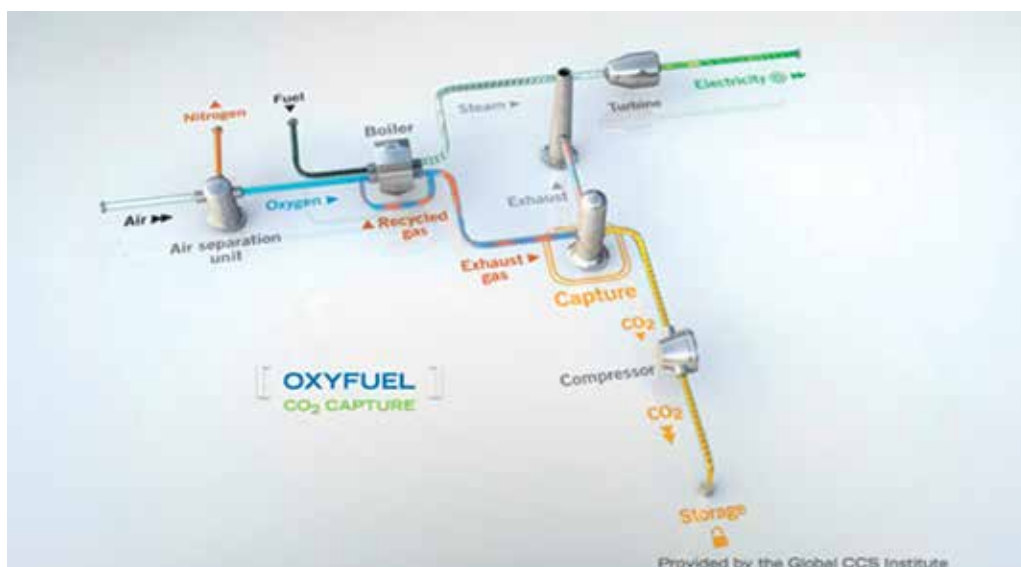 Nitrogen
Fuel
Boiler
Steam
Turbine
Electricity
Air
Oxygen
Air separation
unit
Recycled
gas
Exhaust
Exhaust
gas
Capture
CO2
Compressor
CO2
Storage
OXYFUEL
CO2 CAPTURE
Provided by the Global CCS Institute